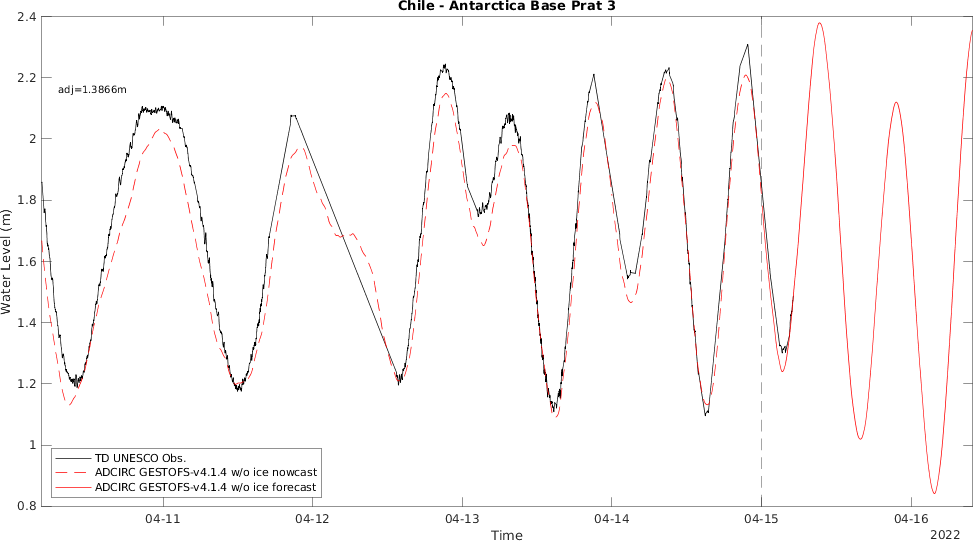 Chile - Antarctica Base Prat 3
adj=1.3866m
Water Level (m)
2.4
2.2
2
1.8
1.6
1.4
1.2
1
0.8
TD UNESCO Obs.
ADCIRC GESTOFS-v4.1.4 w/o ice nowcast
ADCIRC GESTOFS-v4.1.4 w/o ice forecast
04-11 04-12 04-13 04-14 04-15 04-16
Time
2022